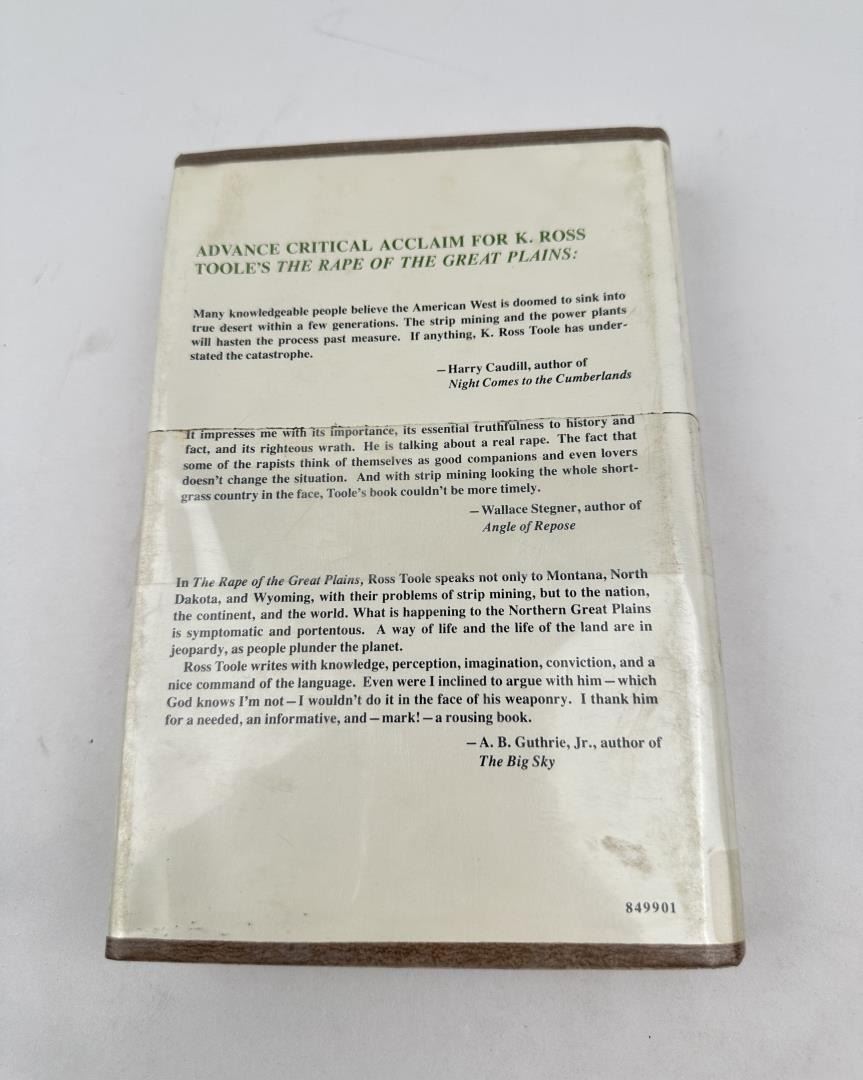 ADVANCE CRITICAL ACCLAIM FOR K. ROSS
TOOLE'S THE RAPE OF THE GREAT PLAINS:
Many knowledgeable people believe the American West is doomed to sink into
true desert within a few generations. The strip mining and the power plants
will hasten the process past measure. If anything, K. Ross Toole has under-
stated the catastrophe.
—Harry Caudill, author of
Night Comes to the Cumberlands
It impresses me with its importance, its essential truthfulness to history and
fact, and its righteous wrath. He is talking about a real rape. The fact that
some of the rapists think of themselves as good companions and even lovers
doesn't change the situation. And with strip mining looking the whole short-
grass country in the face, Toole's book couldn't be more timely.
—Wallace Stegner, author of
Angle of Repose
In The Rape of the Great Plains, Ross Toole speaks not only to Montana, North
Dakota, and Wyoming, with their problems of strip mining, but to the nation,
the continent, and the world. What is happening to the Northern Great Plains
is symptomatic and portentous. A way of life and the life of the land are in
jeopardy, as people plunder the planet.
Ross Toole writes with knowledge, perception, imagination, conviction, and a
nice command of the language. Even were I inclined to argue with him—which
God knows I'm not—I wouldn't do it in the face of his weaponry. I thank him
for a needed, an informative, and—mark!—a rousing book.
—A. B. Guthrie, Jr., author of
The Big Sky
849901